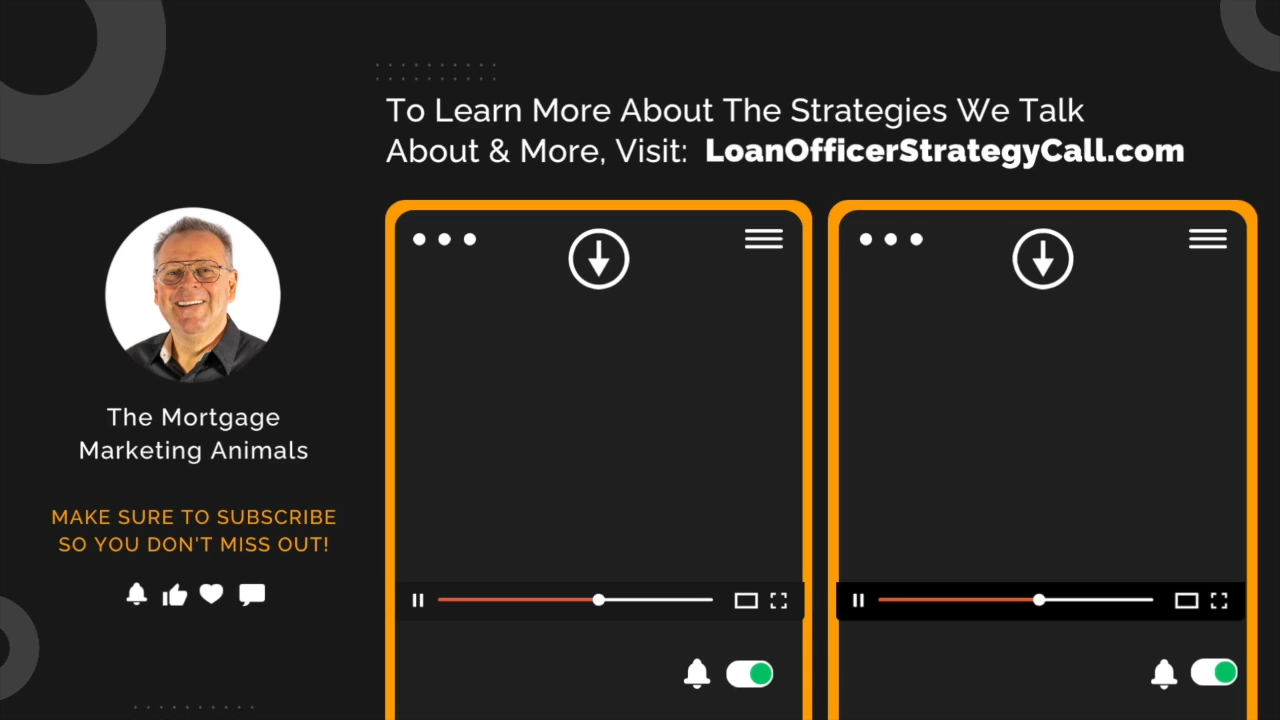 To Learn More About The Strategies We Talk
About & More, Visit: LoanOfficerStrategyCall.com
The Mortgage
Marketing Animals
MAKE SURE TO SUBSCRIBE
SO YOU DON'T MISS OUT!